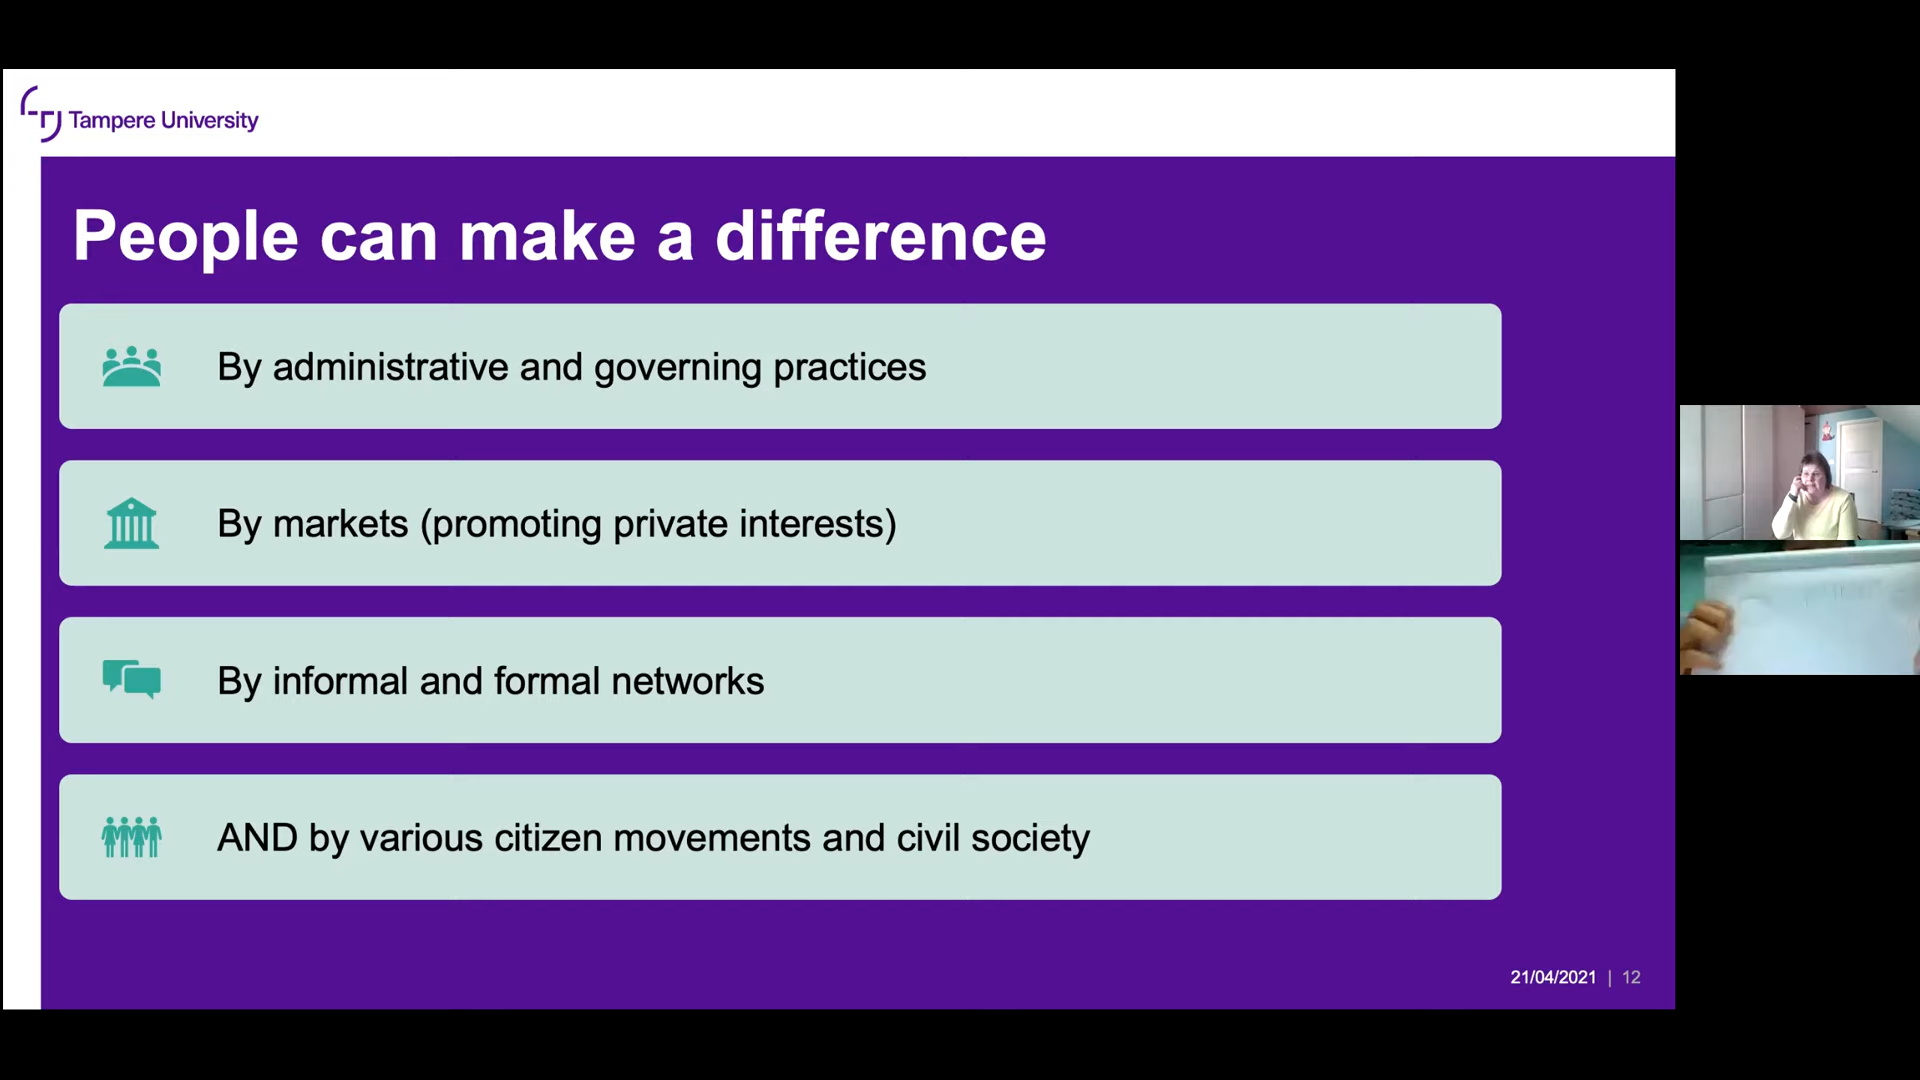 Tampere University
People can make a difference
By administrative and governing practices
By markets (promoting private interests)
By informal and formal networks
AND by various citizen movements and civil society
21/04/2021 | 12